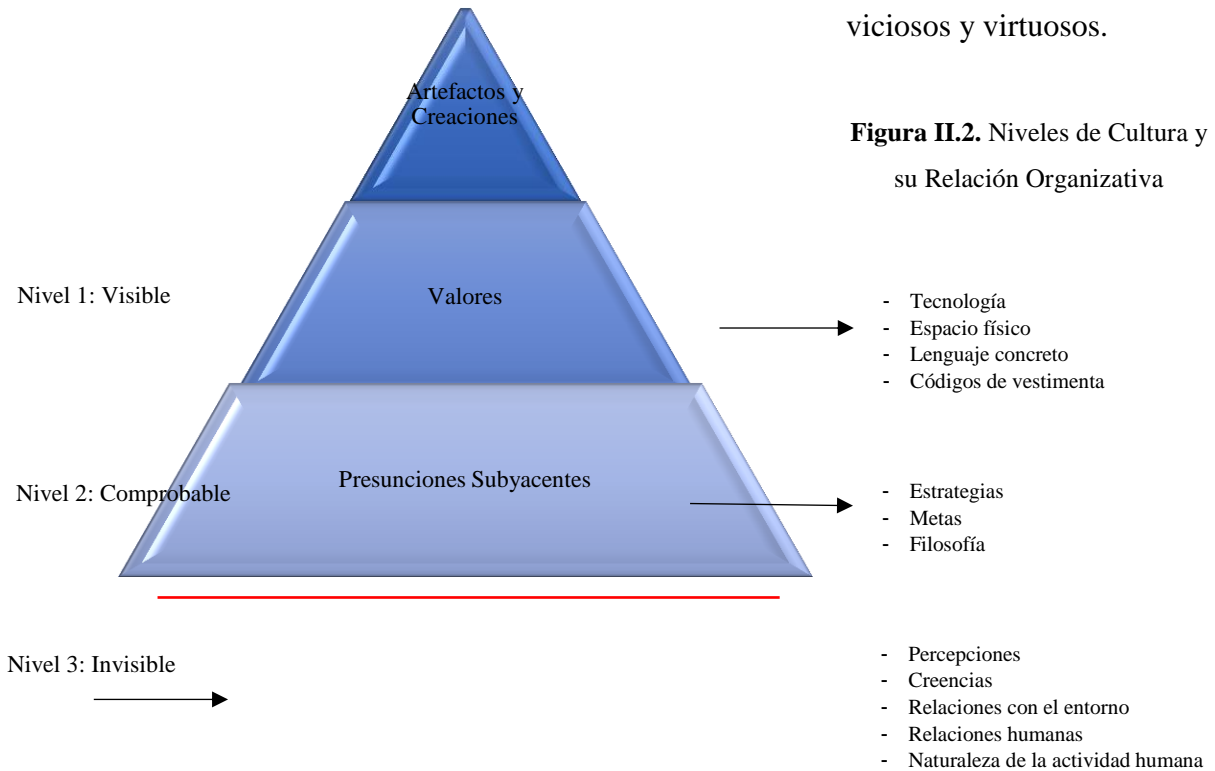 viciosos y virtuosos.
Artefactos y
Creaciones
Figura II.2. Niveles de Cultura y
su Relación Organizativa
Nivel 1: Visible
Valores
- Tecnología
- Espacio físico
- Lenguaje concreto
- Códigos de vestimenta
Nivel 2: Comprobable
Presunciones Subyacentes
- Estrategias
- Metas
- Filosofía
Nivel 3: Invisible
- Percepciones
- Creencias
- Relaciones con el entorno
- Relaciones humanas
- Naturaleza de la actividad humana